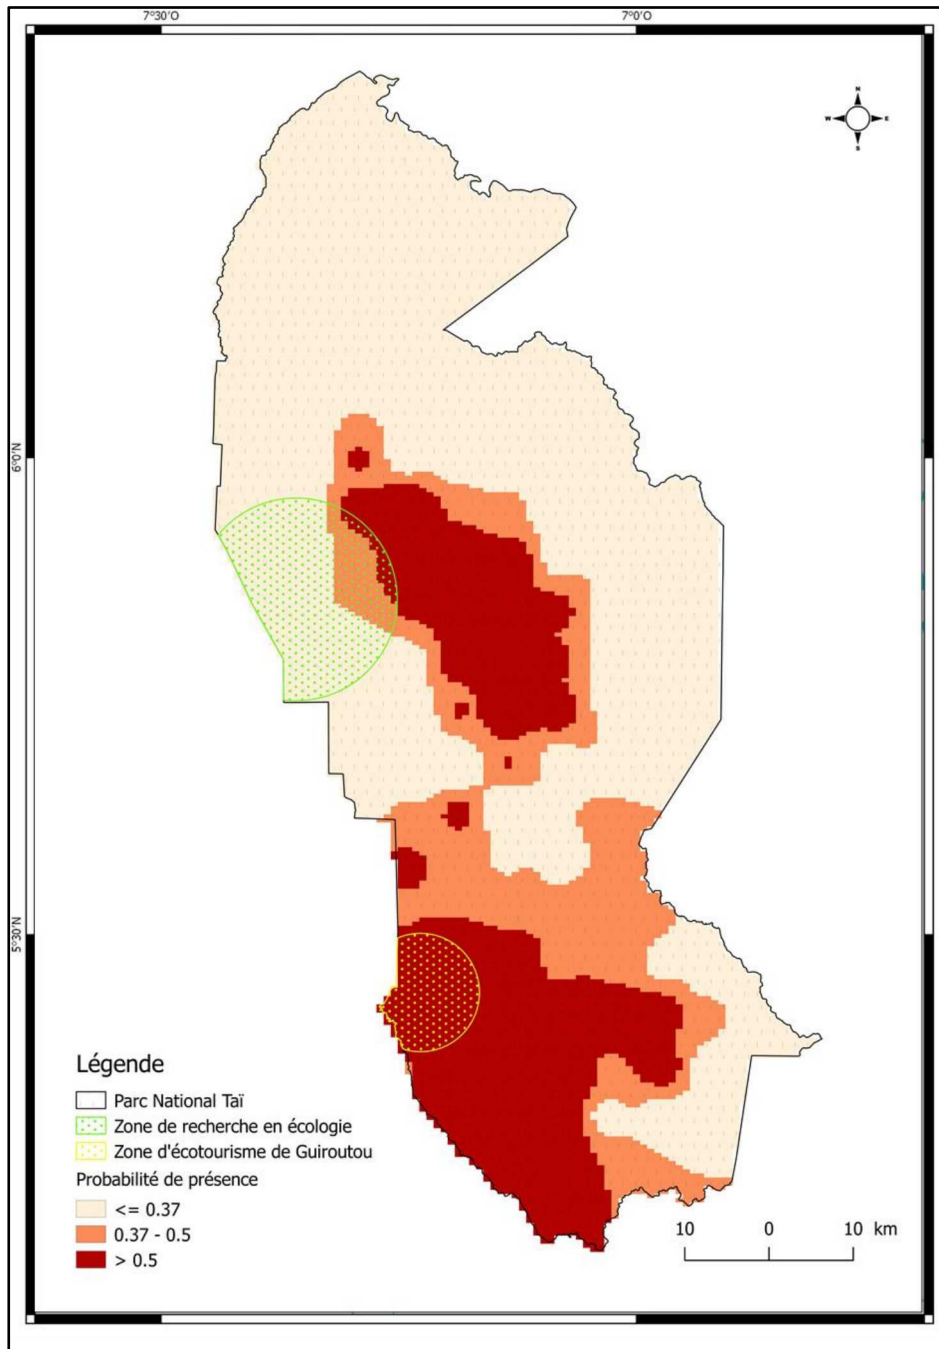 7°30'O 7°0'O
N
W E
S
6°0'N
5°30'N
Légende
Parc National Taï
Zone de recherche en écologie
Zone d'écotourisme de Guiroutou
Probabilité de présence
<= 0.37
0.37 - 0.5
> 0.5
10 0 10 km